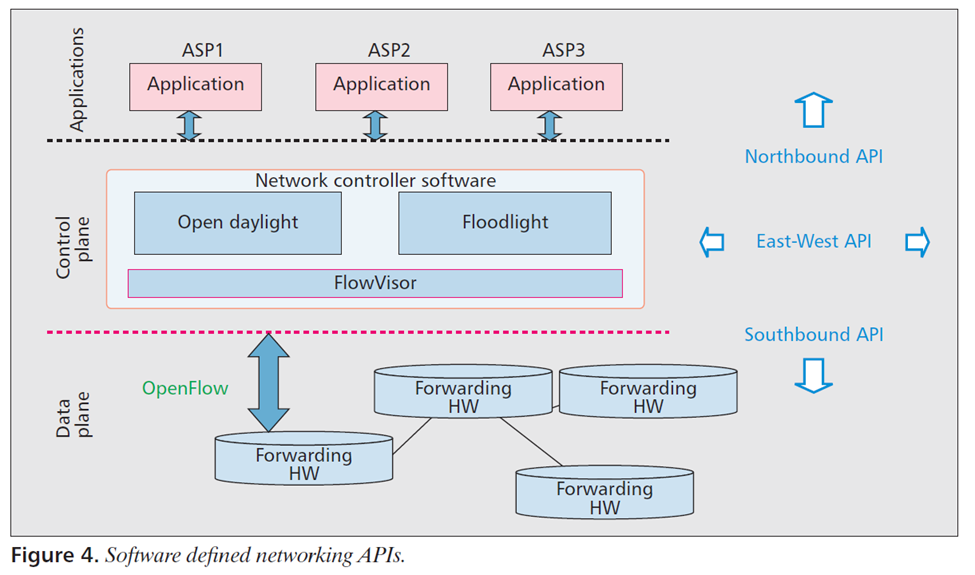 Applications
ASP1
ASP2
ASP3
Application
Application
Application
Northbound API
Control
plane
Network controller software
Open daylight
Floodlight
FlowVisor
East-West API
Southbound API
Data
plane
OpenFlow
Forwarding
HW
Forwarding
HW
Forwarding
HW
Forwarding
HW
Figure 4. Software defined networking APIs.